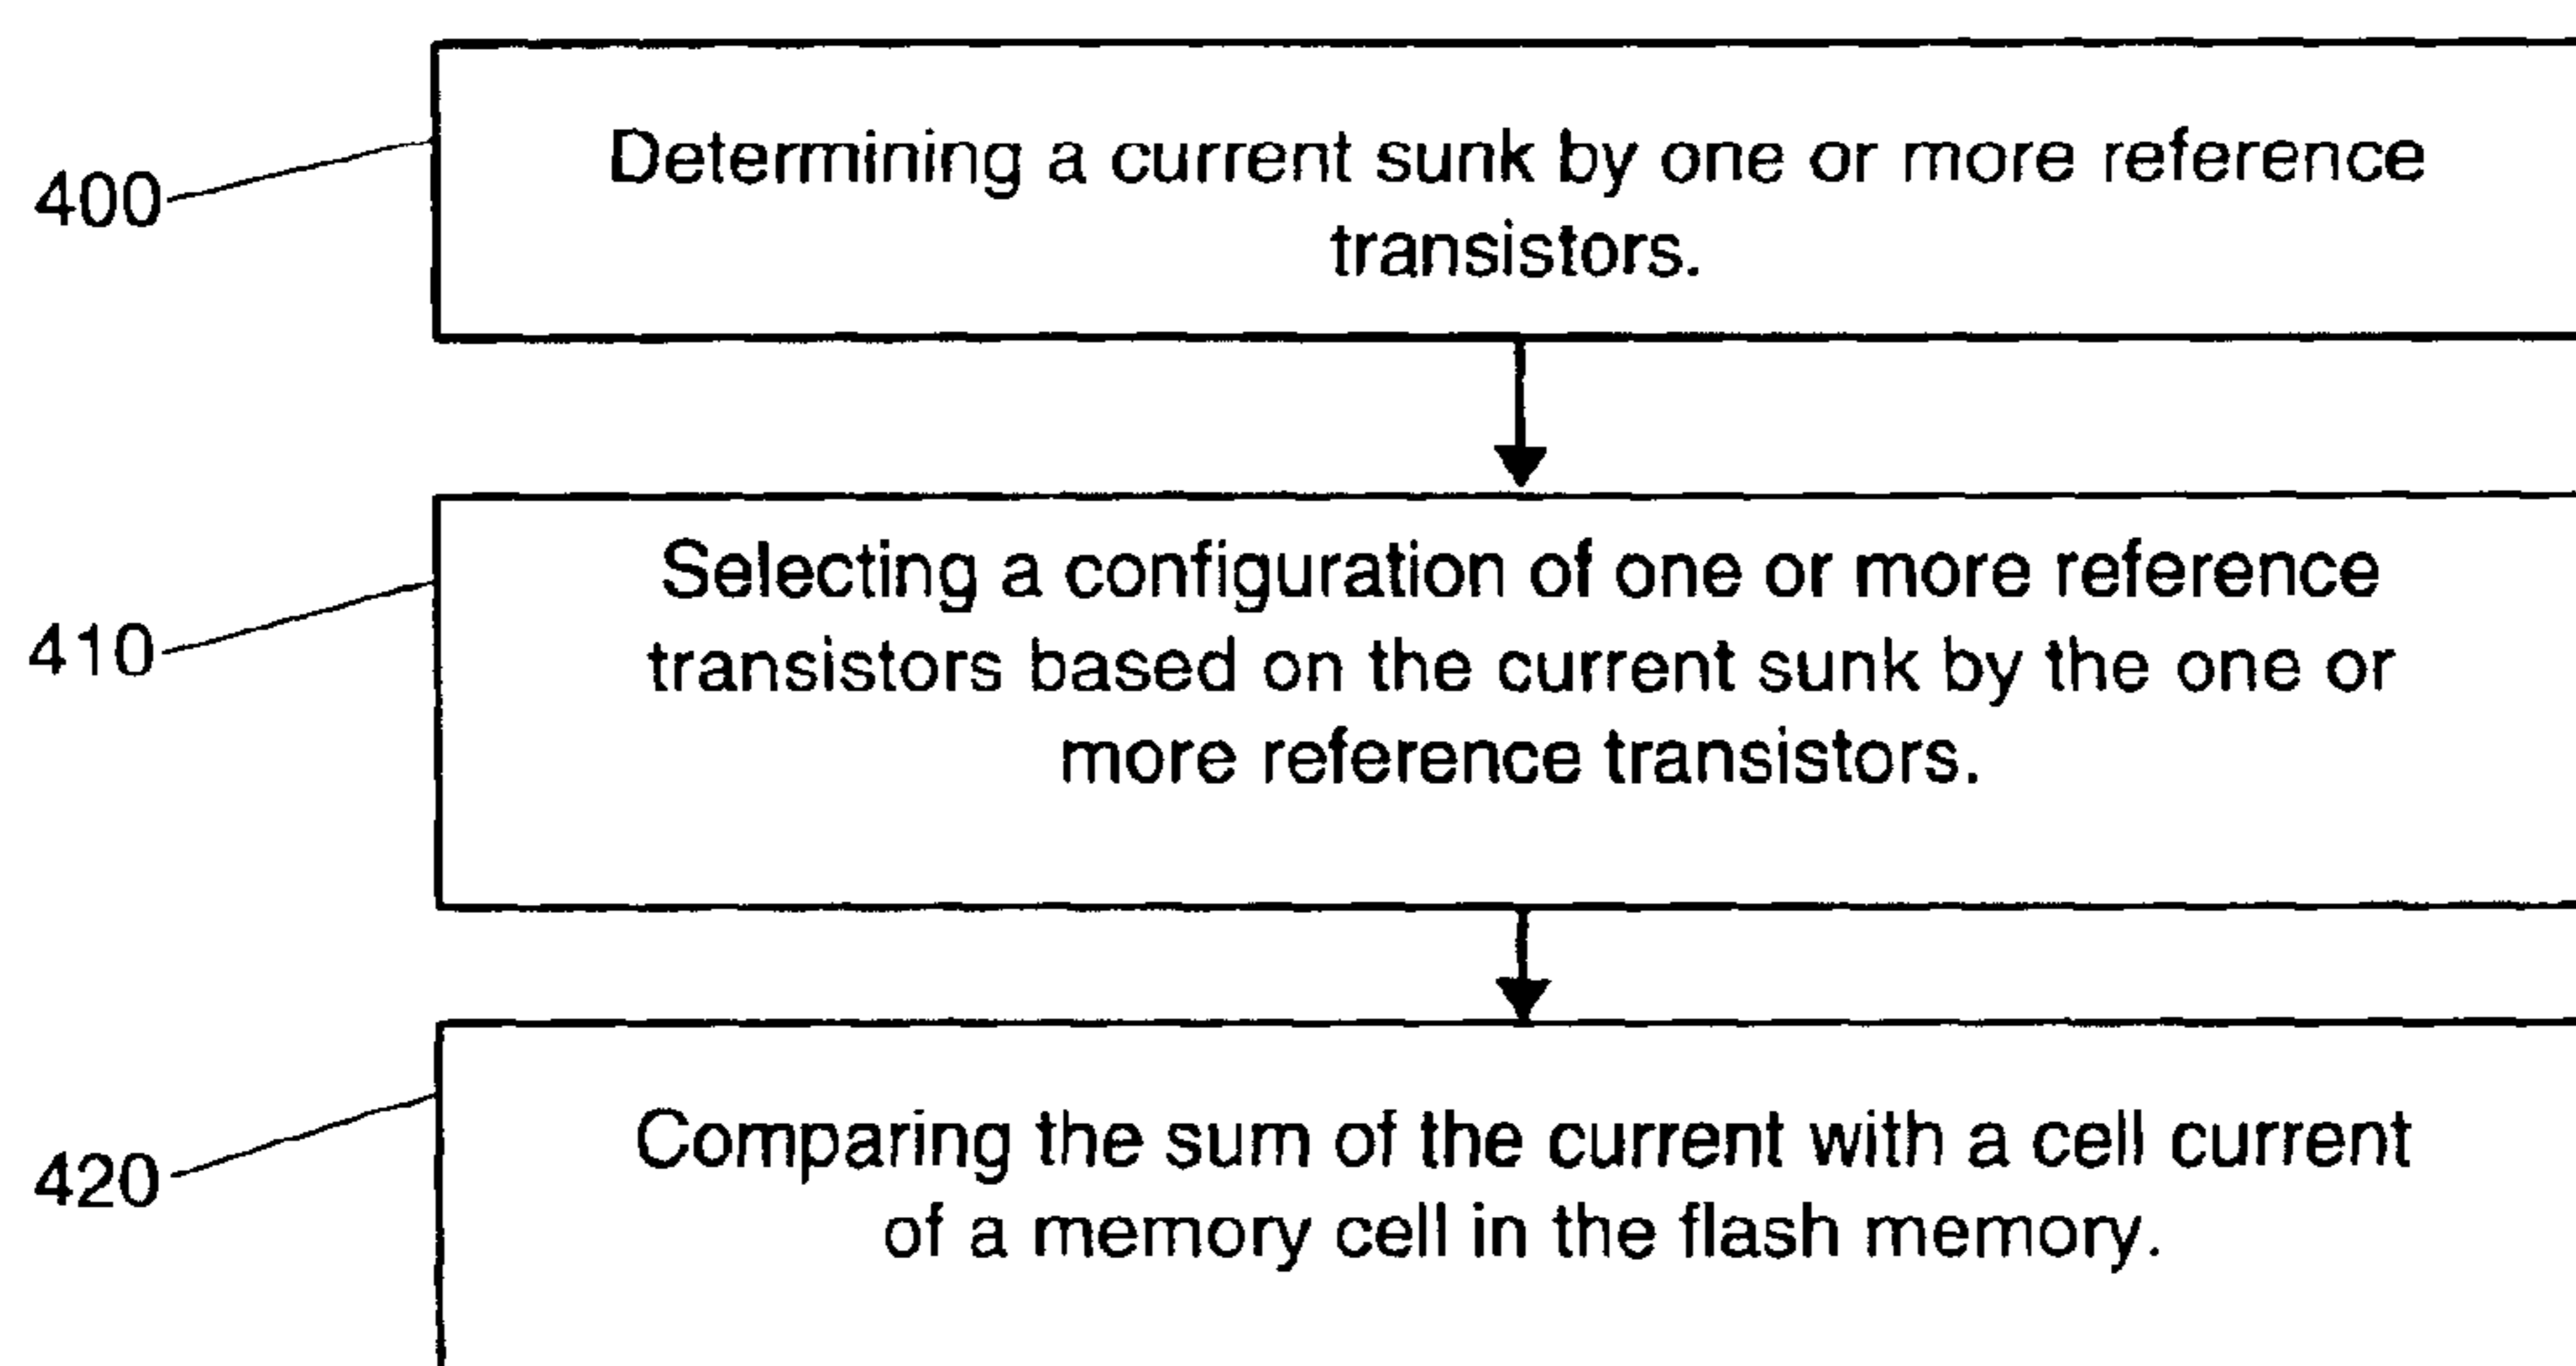 400
Determining a current sunk by one or more reference
transistors.
410
Selecting a configuration of one or more reference
transistors based on the current sunk by the one or
more reference transistors.
420
Comparing the sum of the current with a cell current
of a memory cell in the flash memory.